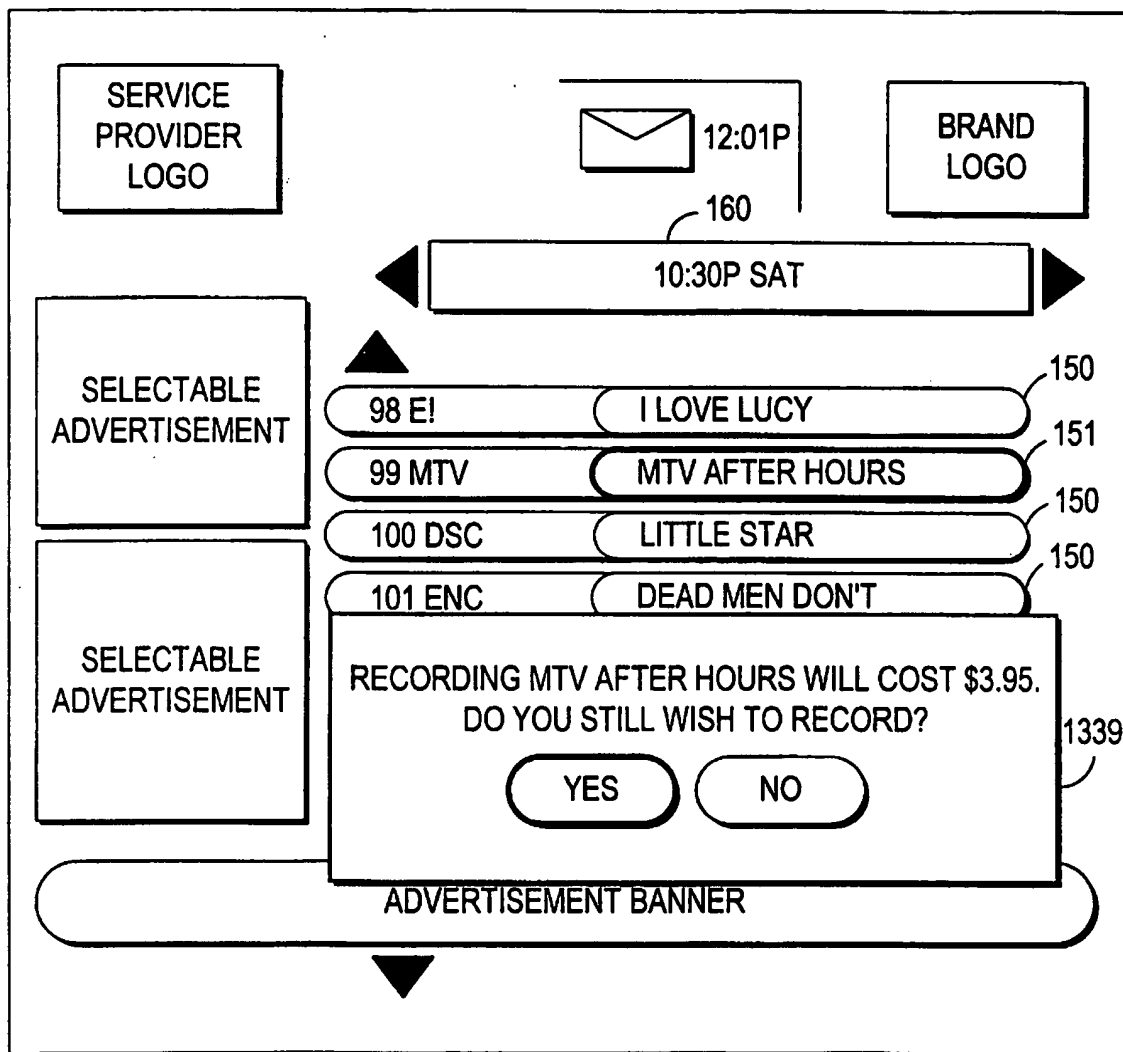 SERVICE
PROVIDER
LOGO
12:01P
BRAND
LOGO
160
10:30P SAT
SELECTABLE
ADVERTISEMENT
150
98 E! I LOVE LUCY
151
99 MTV MTV AFTER HOURS
150
100 DSC LITTLE STAR
150
101 ENC DEAD MEN DON'T
SELECTABLE
ADVERTISEMENT
RECORDING MTV AFTER HOURS WILL COST $3.95.
DO YOU STILL WISH TO RECORD?
1339
YES NO
ADVERTISEMENT BANNER